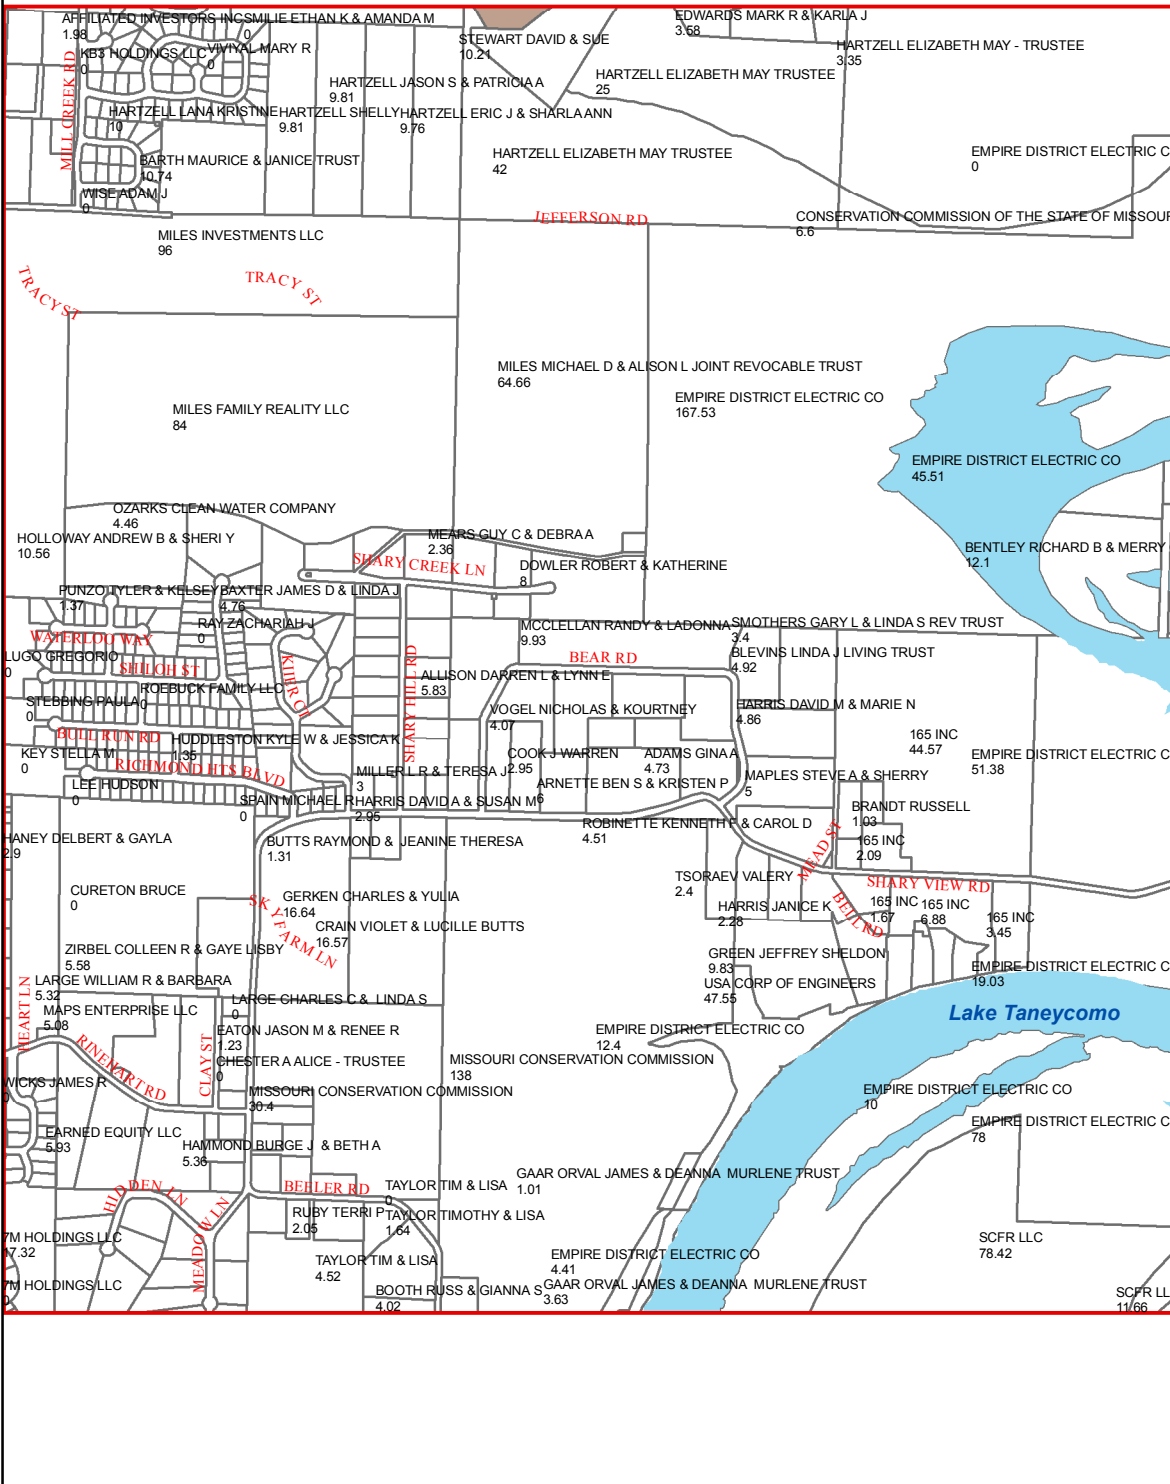 AFFILIATED INVESTORS INC
1.98
SMILIE ETHAN K & AMANDA M
0
EDWARDS MARK R & KARLA J
3.58
STEWART DAVID & SUE
10.21
HARTZELL ELIZABETH MAY - TRUSTEE
3.35
KB3 HOLDINGS LLC
0
VIVIYAL MARY R
0
MILL CREEK RD
HARTZELL JASON S & PATRICIA A
9.81
HARTZELL ELIZABETH MAY TRUSTEE
25
HARTZELL LANA KRISTINE
10
HARTZELL SHELLY
9.81
HARTZELL ERIC J & SHARLA ANN
9.76
BARTH MAURICE & JANICE TRUST
10.74
HARTZELL ELIZABETH MAY TRUSTEE
42
EMPIRE DISTRICT ELECTRIC C
0
WISE ADAM J
0
JEFFERSON RD
CONSERVATION COMMISSION OF THE STATE OF MISSOUR
6.6
MILES INVESTMENTS LLC
96
TRACY ST
TRACY ST
MILES MICHAEL D & ALISON L JOINT REVOCABLE TRUST
64.66
EMPIRE DISTRICT ELECTRIC CO
167.53
MILES FAMILY REALITY LLC
84
EMPIRE DISTRICT ELECTRIC CO
45.51
OZARKS CLEAN WATER COMPANY
4.46
HOLLOWAY ANDREW B & SHERI Y
10.56
MEARS GUY C & DEBRA A
2.36
BENTLEY RICHARD B & MERRY
12.1
SHARY CREEK LN
DOWLER ROBERT & KATHERINE
8
PUNZO TYLER & KELSEY
1.37
BAXTER JAMES D & LINDA J
4.76
RAY ZACHARIAH J
0
MCCLELLAN RANDY & LADONNA
9.93
SMOTHERS GARY L & LINDA S REV TRUST
3.4
WATERLOO WAY
BLEVINS LINDA J LIVING TRUST
4.92
LUGO GREGORIO
0
SHILOH ST
KIIER CT
SHARY HILL RD
BEAR RD
ALLISON DARREN L & LYNN E
5.83
ROEBUCK FAMILY LLC
0
STEBBING PAULA
0
VOGEL NICHOLAS & KOURTNEY
4.07
HARRIS DAVID M & MARIE N
4.86
BULL RUN RD
HUDDLESTON KYLE W & JESSICA K
1.35
165 INC
44.57
KEY STELLA M
0
COOK J WARREN
2.95
ADAMS GINA A
4.73
EMPIRE DISTRICT ELECTRIC C
51.38
RICHMOND HTS BLVD
MILLER L R & TERESA J
3
MAPLES STEVE A & SHERRY
5
LEE HUDSON
0
ARNETTE BEN S & KRISTEN P
6
SPAIN MICHAEL R
0
HARRIS DAVID A & SUSAN M
2.95
BRANDT RUSSELL
1.03
ROBINETTE KENNETH F & CAROL D
4.51
HANEY DELBERT & GAYLA
2.9
BUTTS RAYMOND & JEANINE THERESA
1.31
MEAD ST
165 INC
2.09
TSORAEV VALERY
2.4
SHARY VIEW RD
CURETON BRUCE
0
GERKEN CHARLES & YULIA
16.64
SKYFARM LN
HARRIS JANICE K
2.28
BELL RD
165 INC
1.67
165 INC
6.88
165 INC
3.45
CRAIN VIOLET & LUCILLE BUTTS
16.57
ZIRBEL COLLEEN R & GAYE LISBY
5.58
GREEN JEFFREY SHELDON
9.83
EMPIRE DISTRICT ELECTRIC C
19.03
LARGE WILLIAM R & BARBARA
5.32
USA CORP OF ENGINEERS
47.55
HEART LN
LARGE CHARLES C & LINDA S
0
MAPS ENTERPRISE LLC
5.08
Lake Taneycomo
EATON JASON M & RENEE R
1.23
EMPIRE DISTRICT ELECTRIC CO
12.4
RINEHART RD
CLAY ST
CHESTER A ALICE - TRUSTEE
0
MISSOURI CONSERVATION COMMISSION
138
WICKS JAMES R
0
MISSOURI CONSERVATION COMMISSION
30.4
EMPIRE DISTRICT ELECTRIC CO
10
EMPIRE DISTRICT ELECTRIC C
78
EARNED EQUITY LLC
5.93
HAMMOND BURGE J & BETH A
5.36
GAAR ORVAL JAMES & DEANNA MURLENE TRUST
1.01
HIDDEN LN
BEELER RD
TAYLOR TIM & LISA
0
MEADOW LN
RUBY TERRI P
2.05
TAYLOR TIMOTHY & LISA
1.64
7M HOLDINGS LLC
17.32
SCFR LLC
78.42
TAYLOR TIM & LISA
4.52
EMPIRE DISTRICT ELECTRIC CO
4.41
7M HOLDINGS LLC
0
BOOTH RUSS & GIANNA S
4.02
GAAR ORVAL JAMES & DEANNA MURLENE TRUST
3.63
SCFR LL
11.66